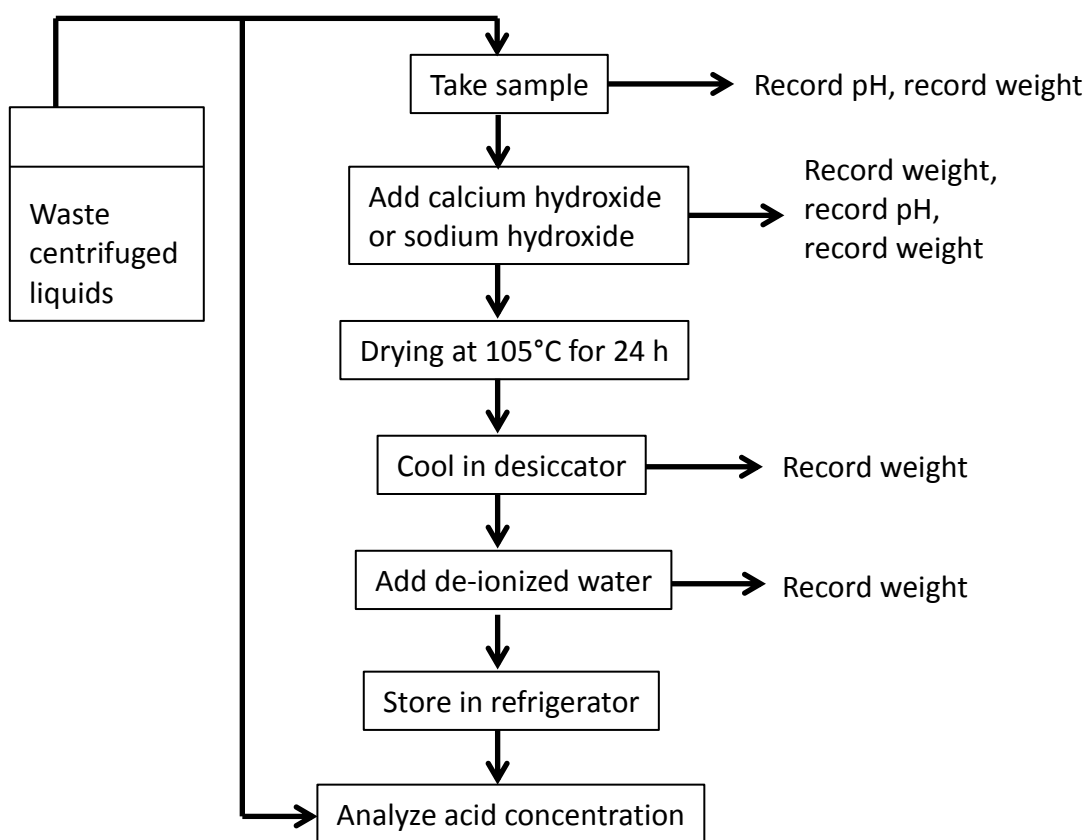 Take sample
Record pH, record weight
Waste
centrifuged
liquids
Add calcium hydroxide
or sodium hydroxide
Record weight,
record pH,
record weight
Drying at 105°C for 24 h
Cool in desiccator
Record weight
Add de-ionized water
Record weight
Store in refrigerator
Analyze acid concentration